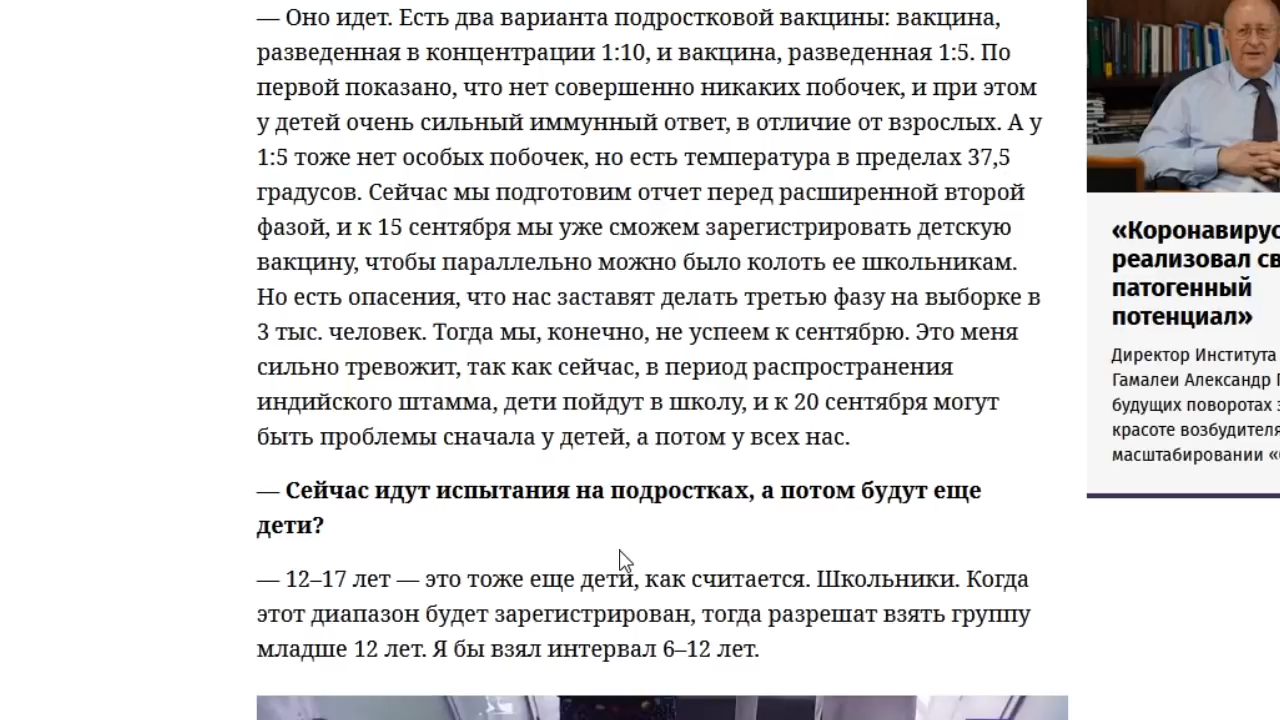 — Оно идет. Есть два варианта подростковой вакцины: вакцина,
разведенная в концентрации 1:10, и вакцина, разведенная 1:5. По
первой показано, что нет совершенно никаких побочек, и при этом
у детей очень сильный иммунный ответ, в отличие от взрослых. А у
1:5 тоже нет особых побочек, но есть температура в пределах 37,5
градусов. Сейчас мы подготовим отчет перед расширенной второй
фазой, и к 15 сентября мы уже сможем зарегистрировать детскую
вакцину, чтобы параллельно можно было колоть ее школьникам.
Но есть опасения, что нас заставят делать третью фазу на выборке в
3 тыс. человек. Тогда мы, конечно, не успеем к сентябрю. Это меня
сильно тревожит, так как сейчас, в период распространения
индийского штамма, дети пойдут в школу, и к 20 сентября могут
быть проблемы сначала у детей, а потом у всех нас.
— Сейчас идут испытания на подростках, а потом будут еще
дети?
— 12–17 лет — это тоже еще дети, как считается. Школьники. Когда
этот диапазон будет зарегистрирован, тогда разрешат взять группу
младше 12 лет. Я бы взял интервал 6–12 лет.
«Коронавирус
реализовал св
патогенный
потенциал»
Директор Института
Гамалеи Александр
будущих поворотах
красоте возбудителя
масштабировании